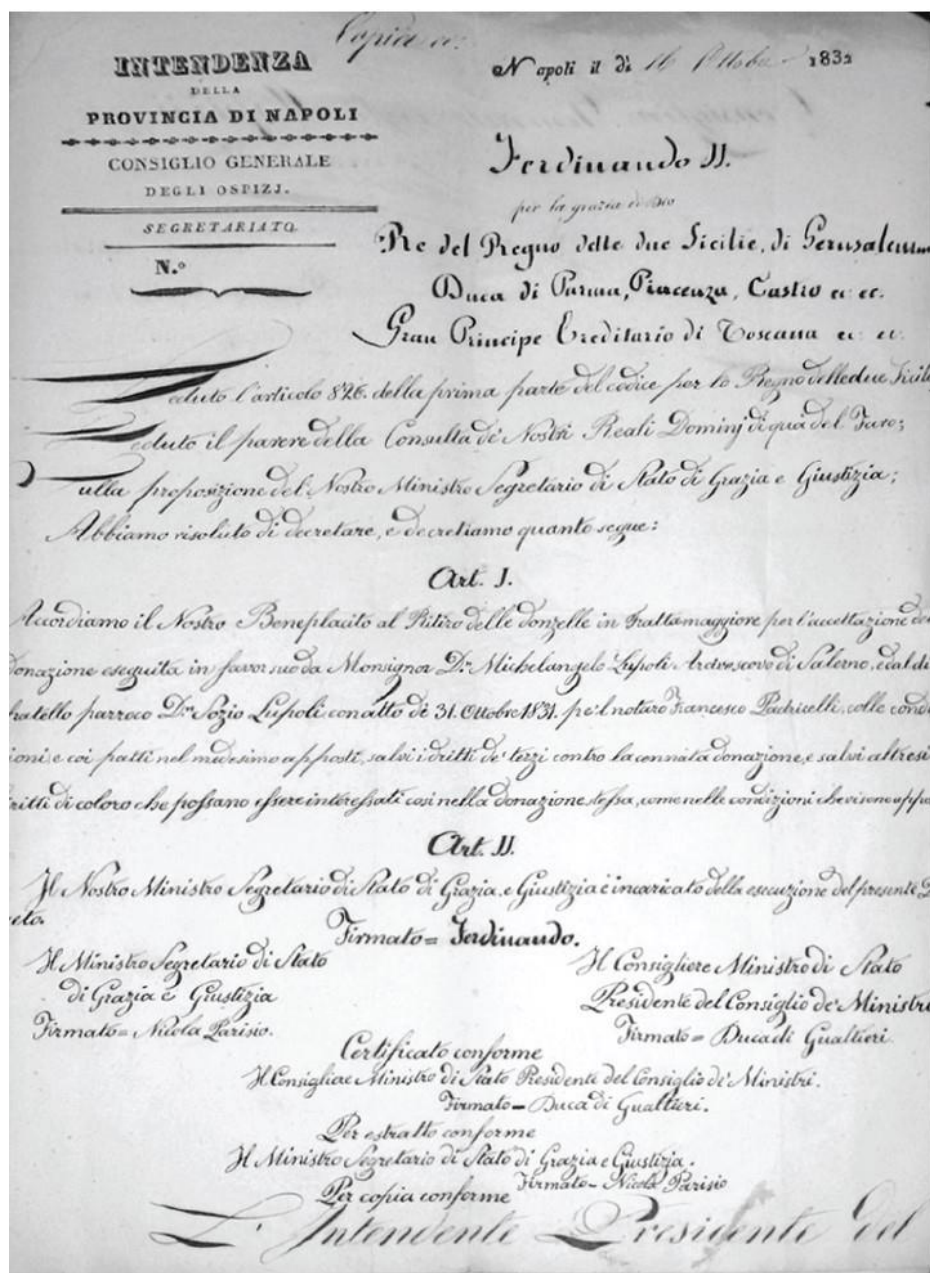 Copia
INTENDENZA
DELLA
PROVINCIA DI NAPOLI
CONSIGLIO GENERALE
DEGLI OSPIZJ.
SEGRETARIATO
N.º
Napoli il dì 16 Ottobre 1832
Ferdinando II.
per la grazia di Dio
Re del Regno delle due Sicilie, di Gerusalemme
Duca di Parma, Piacenza, Castro ec. ec.
Gran Principe Ereditario di Toscana ec. ec.
Veduto l'articolo 826. della prima parte del codice per lo Regno delle due Sicil
Veduto il parere della Consulta de' Nostri Reali Dominj di quà del Faro;
Sulla proposizione del Nostro Ministro Segretario di Stato di Grazia e Giustizia;
Abbiamo risoluto di decretare, e decretiamo quanto segue:
Art. I.
Accordiamo il Nostro Beneplacito al Ritiro delle donzelle in Frattamaggiore per l'accettazione de
donazione eseguita in favor suo da Monsignor Dn. Michelangelo Lupoli Arcivescovo di Salerno, e dal di
fratello parroco Dn. Sozio Lupoli con atto de' 31. Ottobre 1831. pe'l notaro Francesco Padricelli, colle cond
ioni e coi patti nel medesimo apposti, salvi i dritti de' terzi contro la cennata donazione, e salvi altresi
dritti di coloro che possano essere interessati così nella donazione stessa, come nelle condizioni che vi sono appo
Art. II.
Il Nostro Ministro Segretario di Stato di Grazia, e Giustizia è incaricato della esecuzione del presente D
eto.
Firmato = Ferdinando.
Il Ministro Segretario di Stato
di Grazia e Giustizia
Firmato = Nicola Parisio.
Il Consigliere Ministro di Stato
Presidente del Consiglio de' Ministri
Firmato = Duca di Gualtieri.
Certificato conforme
Il Consigliere Ministro di Stato Presidente del Consiglio de' Ministri.
Firmato = Duca di Gualtieri.
Per estratto conforme
Il Ministro Segretario di Stato di Grazia e Giustizia.
Firmato = Nicola Parisio
Per copia conforme
L'Intendente Presidente del